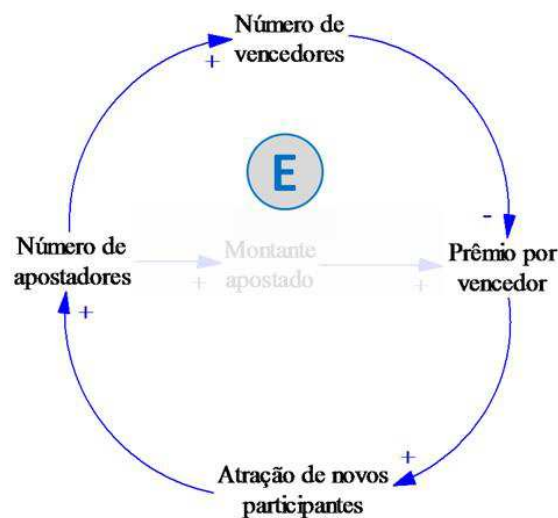 Número de
vencedores
+
E
-
Número de
apostadores
+
Montante
apostado
+
+
Prêmio por
vencedor
+
+
Atração de novos
participantes